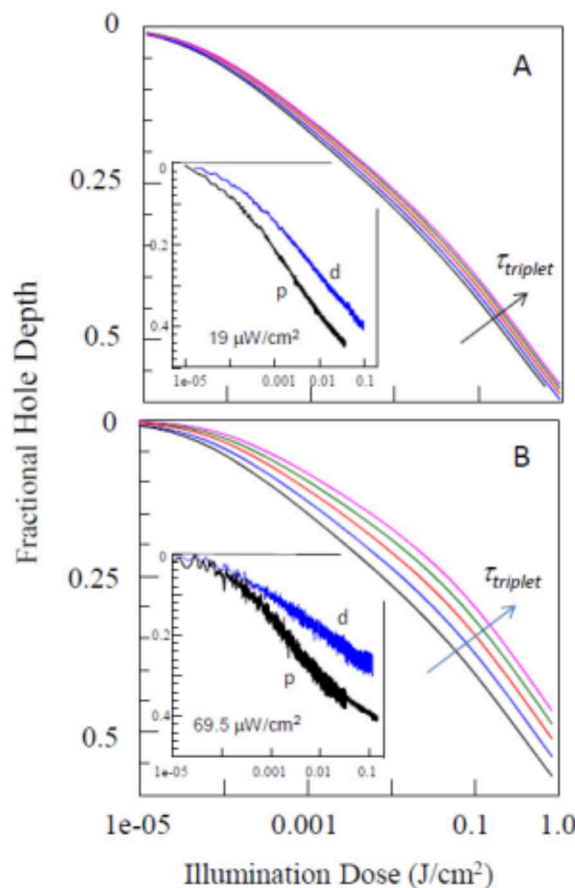 0
A
0
0.25
0.2
τtriplet
d
p
0.4
19 μW/cm²
0.5
1e-05
0.001
0.01
0.1
Fractional Hole Depth
0
B
0
0.25
0.2
τtriplet
d
p
0.4
69.5 μW/cm²
0.5
1e-05
0.001
0.01
0.1
1e-05
0.001
0.1
1.0
Illumination Dose (J/cm²)